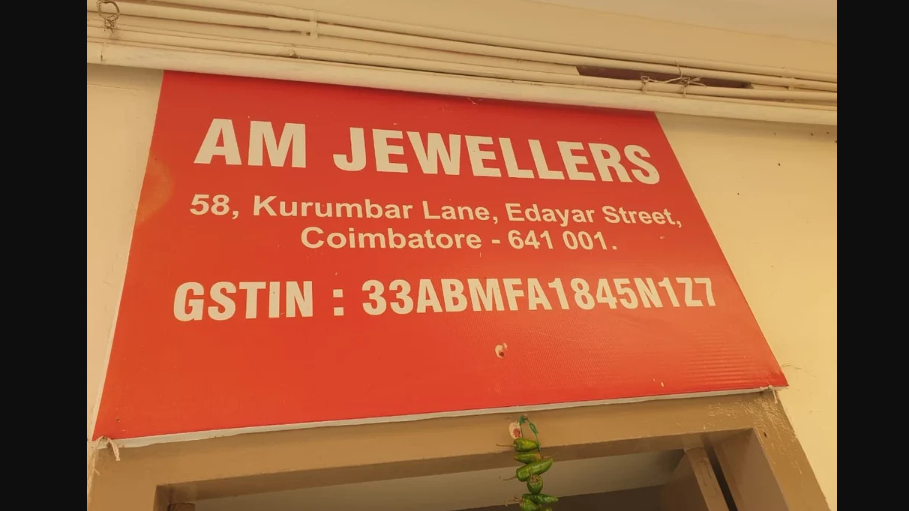 AM JEWELLERS
58, Kurumbar Lane, Edayar Street,
Coimbatore - 641 001.
GSTIN : 33ABMFA1845N1Z7